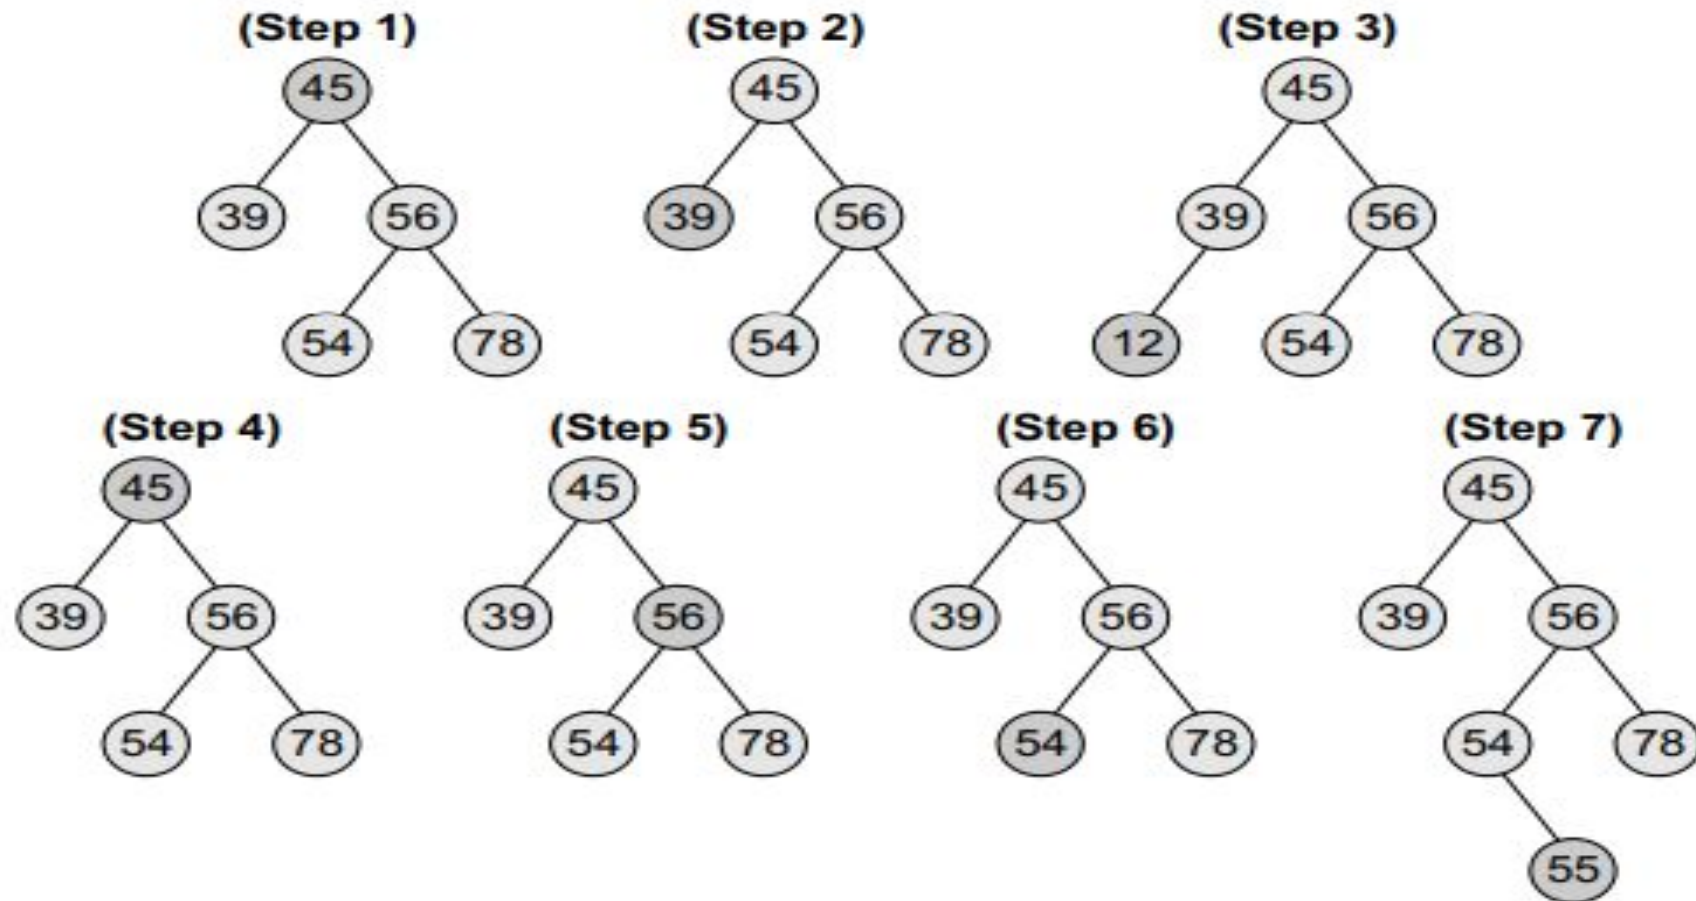 (Step 1) (Step 2) (Step 3)
45 45 45
39 56 39 56 39 56
54 78 54 78 12 54 78
(Step 4) (Step 5) (Step 6) (Step 7)
45 45 45 45
39 56 39 56 39 56 39 56
54 78 54 78 54 78 54 78
55